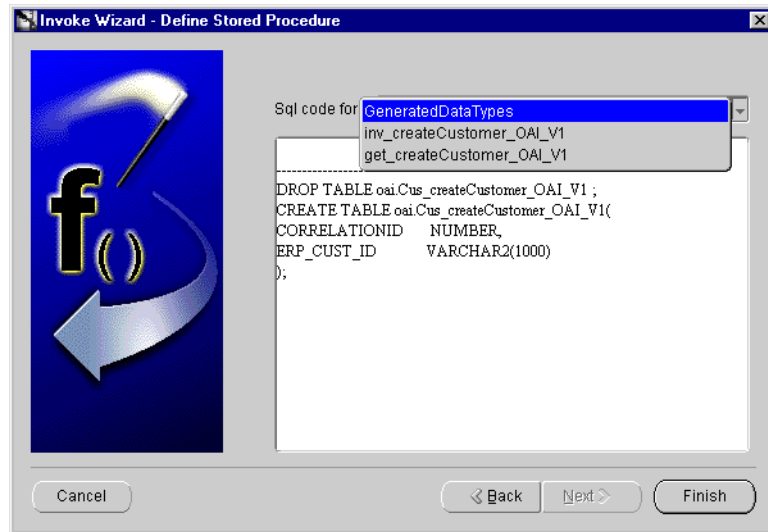 Invoke Wizard - Define Stored Procedure
f()
Sql code for
GeneratedDataTypes
inv_createCustomer_OAI_V1
get_createCustomer_OAI_V1
DROP TABLE oai.Cus_createCustomer_OAI_V1 ;
CREATE TABLE oai.Cus_createCustomer_OAI_V1(
CORRELATIONID NUMBER,
ERP_CUST_ID VARCHAR2(1000)
);
Cancel
Back
Next
Finish